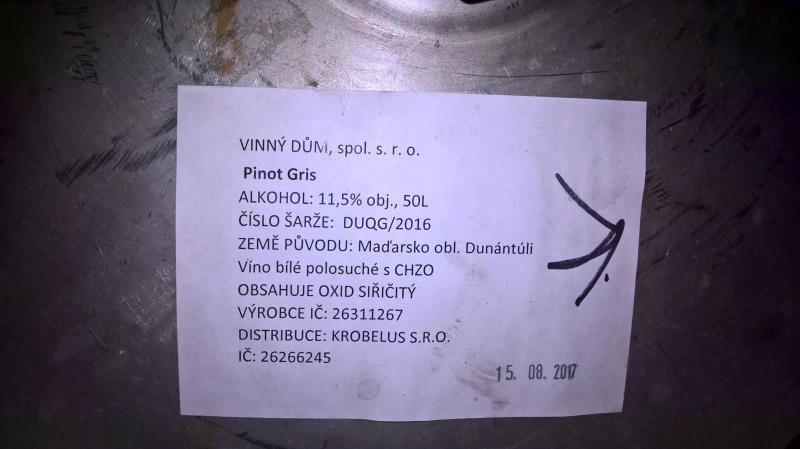 VINNÝ DŮM, spol. s. r. o.
Pinot Gris
ALKOHOL: 11,5% obj., 50L
ČÍSLO ŠARŽE: DUQG/2016
ZEMĚ PŮVODU: Maďarsko obl. Dunántúli
Víno bílé polosuché s CHZO
OBSAHUJE OXID SIŘIČITÝ
VÝROBCE IČ: 26311267
DISTRIBUCE: KROBELUS S.R.O.
IČ: 26266245
15. 08. 2017